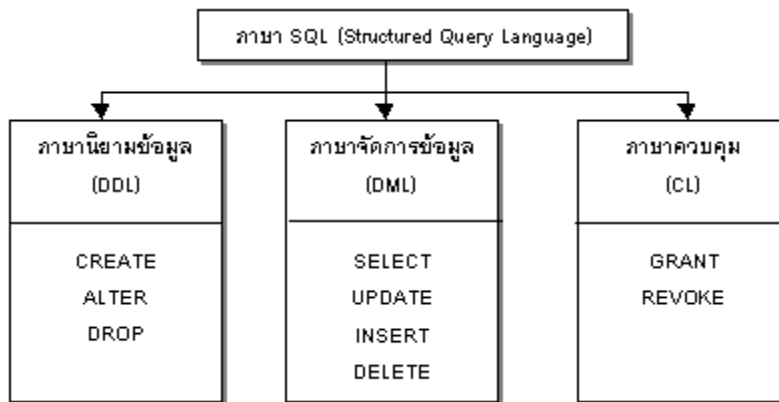 ภาษา SQL (Structured Query Language)
ภาษานิยามข้อมูล
(DDL)
CREATE
ALTER
DROP
ภาษาจัดการข้อมูล
(DML)
SELECT
UPDATE
INSERT
DELETE
ภาษาควบคุม
(CL)
GRANT
REVOKE